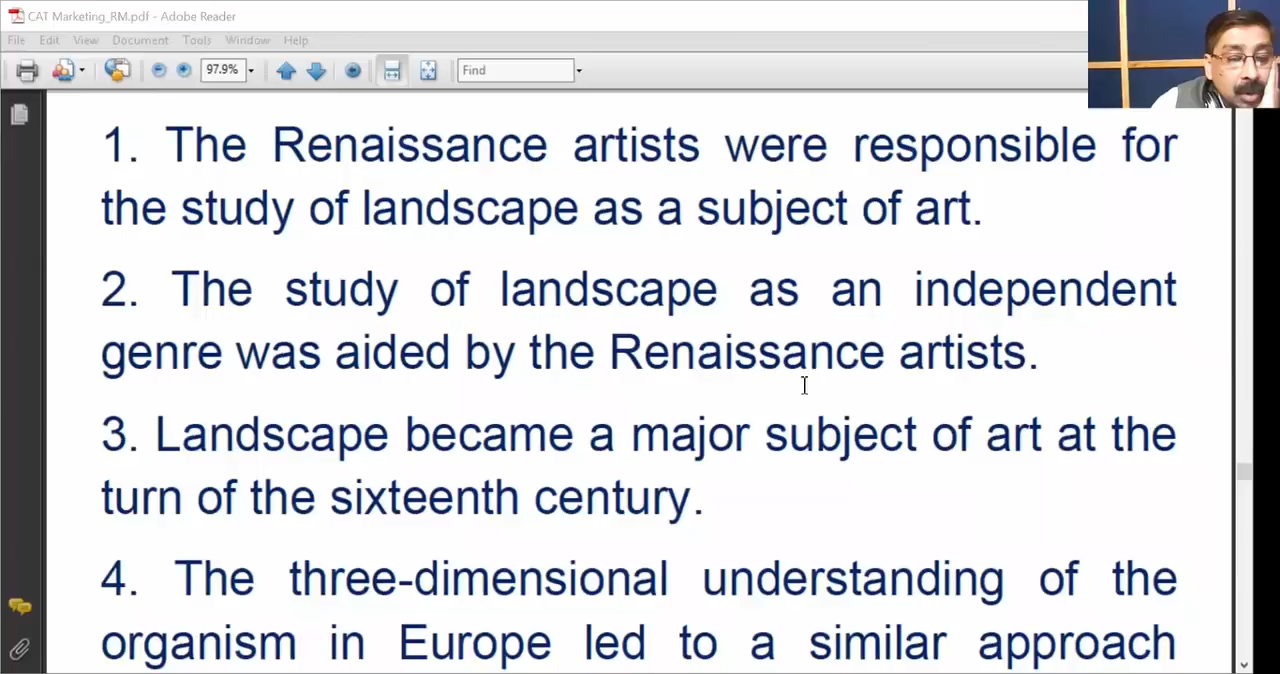 CAT Marketing_RM.pdf - Adobe Reader
File Edit View Document Tools Window Help
97.9% Find
1. The Renaissance artists were responsible for
the study of landscape as a subject of art.
2. The study of landscape as an independent
genre was aided by the Renaissance artists.
3. Landscape became a major subject of art at the
turn of the sixteenth century.
4. The three-dimensional understanding of the
organism in Europe led to a similar approach